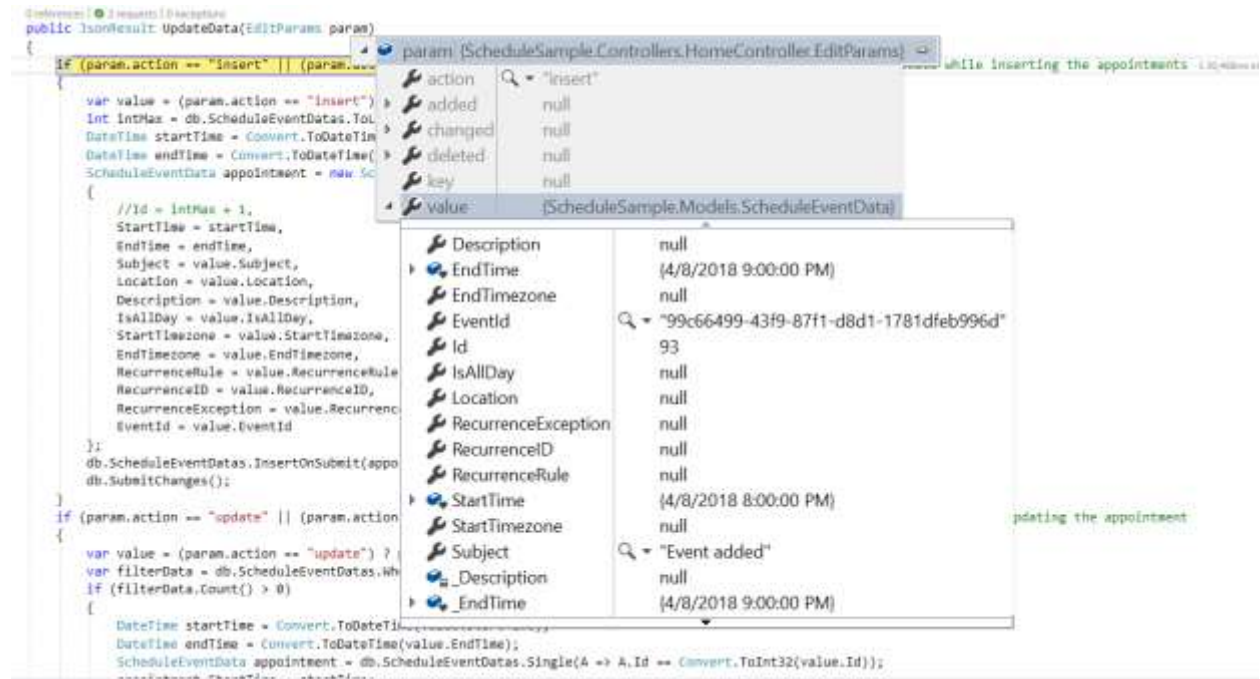 0 references | 0 requests | 0 exceptions
public JsonResult UpdateData(EditParams param)
{
param {ScheduleSample.Controllers.HomeController.EditParams}
if (param.action == "insert" || (param. while inserting the appointments
action "insert"
{
added null
var value = (param.action == "insert")
changed null
int intMax = db.ScheduleEventDatas.ToL
DateTime startTime = Convert.ToDateTim
deleted null
DateTime endTime = Convert.ToDateTime(
key null
ScheduleEventData appointment = new Sc
value {ScheduleSample.Models.ScheduleEventData}
{
//Id = intMax + 1,
StartTime = startTime,
EndTime = endTime,
Subject = value.Subject,
Location = value.Location,
Description = value.Description,
IsAllDay = value.IsAllDay,
StartTimezone = value.StartTimezone,
EndTimezone = value.EndTimezone,
RecurrenceRule = value.RecurrenceRule
RecurrenceID = value.RecurrenceID,
RecurrenceException = value.Recurrenc
EventId = value.EventId
};
db.ScheduleEventDatas.InsertOnSubmit(appo
db.SubmitChanges();
}
Description null
EndTime {4/8/2018 9:00:00 PM}
EndTimezone null
EventId "99c66499-43f9-87f1-d8d1-1781dfeb996d"
Id 93
IsAllDay null
Location null
RecurrenceException null
RecurrenceID null
RecurrenceRule null
StartTime {4/8/2018 8:00:00 PM}
StartTimezone null
Subject "Event added"
_Description null
_EndTime {4/8/2018 9:00:00 PM}
if (param.action == "update" || (param.action pdating the appointment
{
var value = (param.action == "update") ?
var filterData = db.ScheduleEventDatas.Whe
if (filterData.Count() > 0)
{
DateTime startTime = Convert.ToDateTi
DateTime endTime = Convert.ToDateTime(value.EndTime);
ScheduleEventData appointment = db.ScheduleEventDatas.Single(A => A.Id == Convert.ToInt32(value.Id));